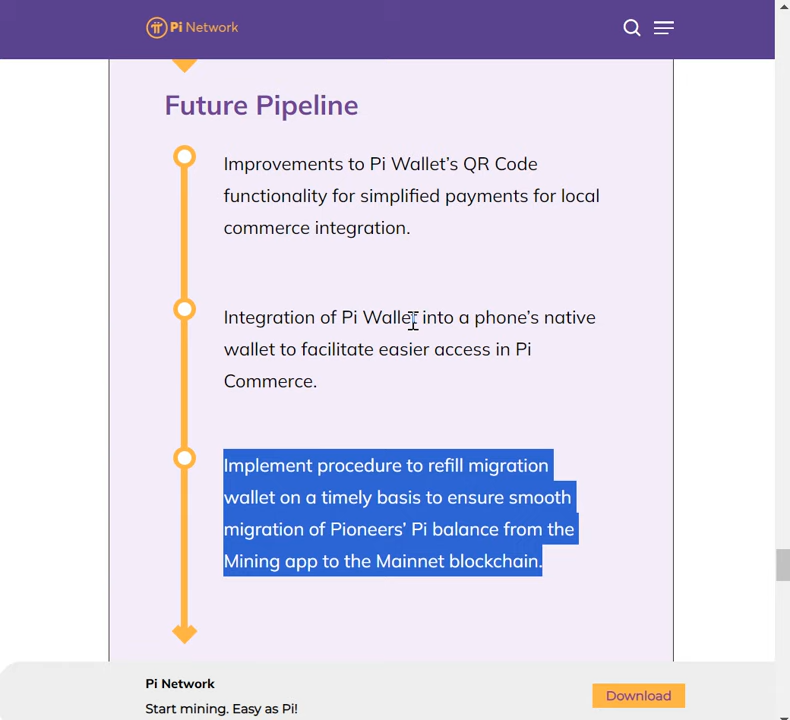 Pi Network
Future Pipeline
Improvements to Pi Wallet’s QR Code
functionality for simplified payments for local
commerce integration.
Integration of Pi Wallet into a phone’s native
wallet to facilitate easier access in Pi
Commerce.
Implement procedure to refill migration
wallet on a timely basis to ensure smooth
migration of Pioneers’ Pi balance from the
Mining app to the Mainnet blockchain.
Pi Network
Start mining. Easy as Pi!
Download